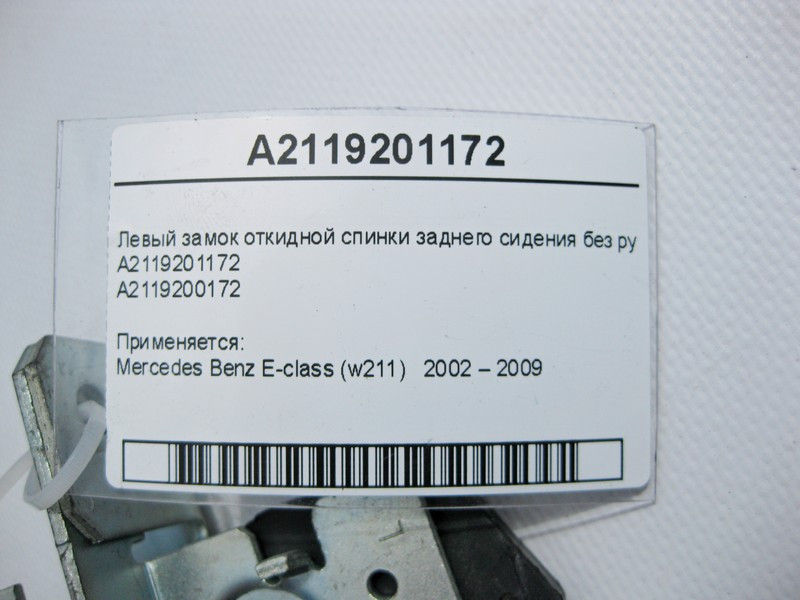 A2119201172
Левый замок откидной спинки заднего сидения без ру
A2119201172
A2119200172
Применяется:
Mercedes Benz E-class (w211) 2002 – 2009